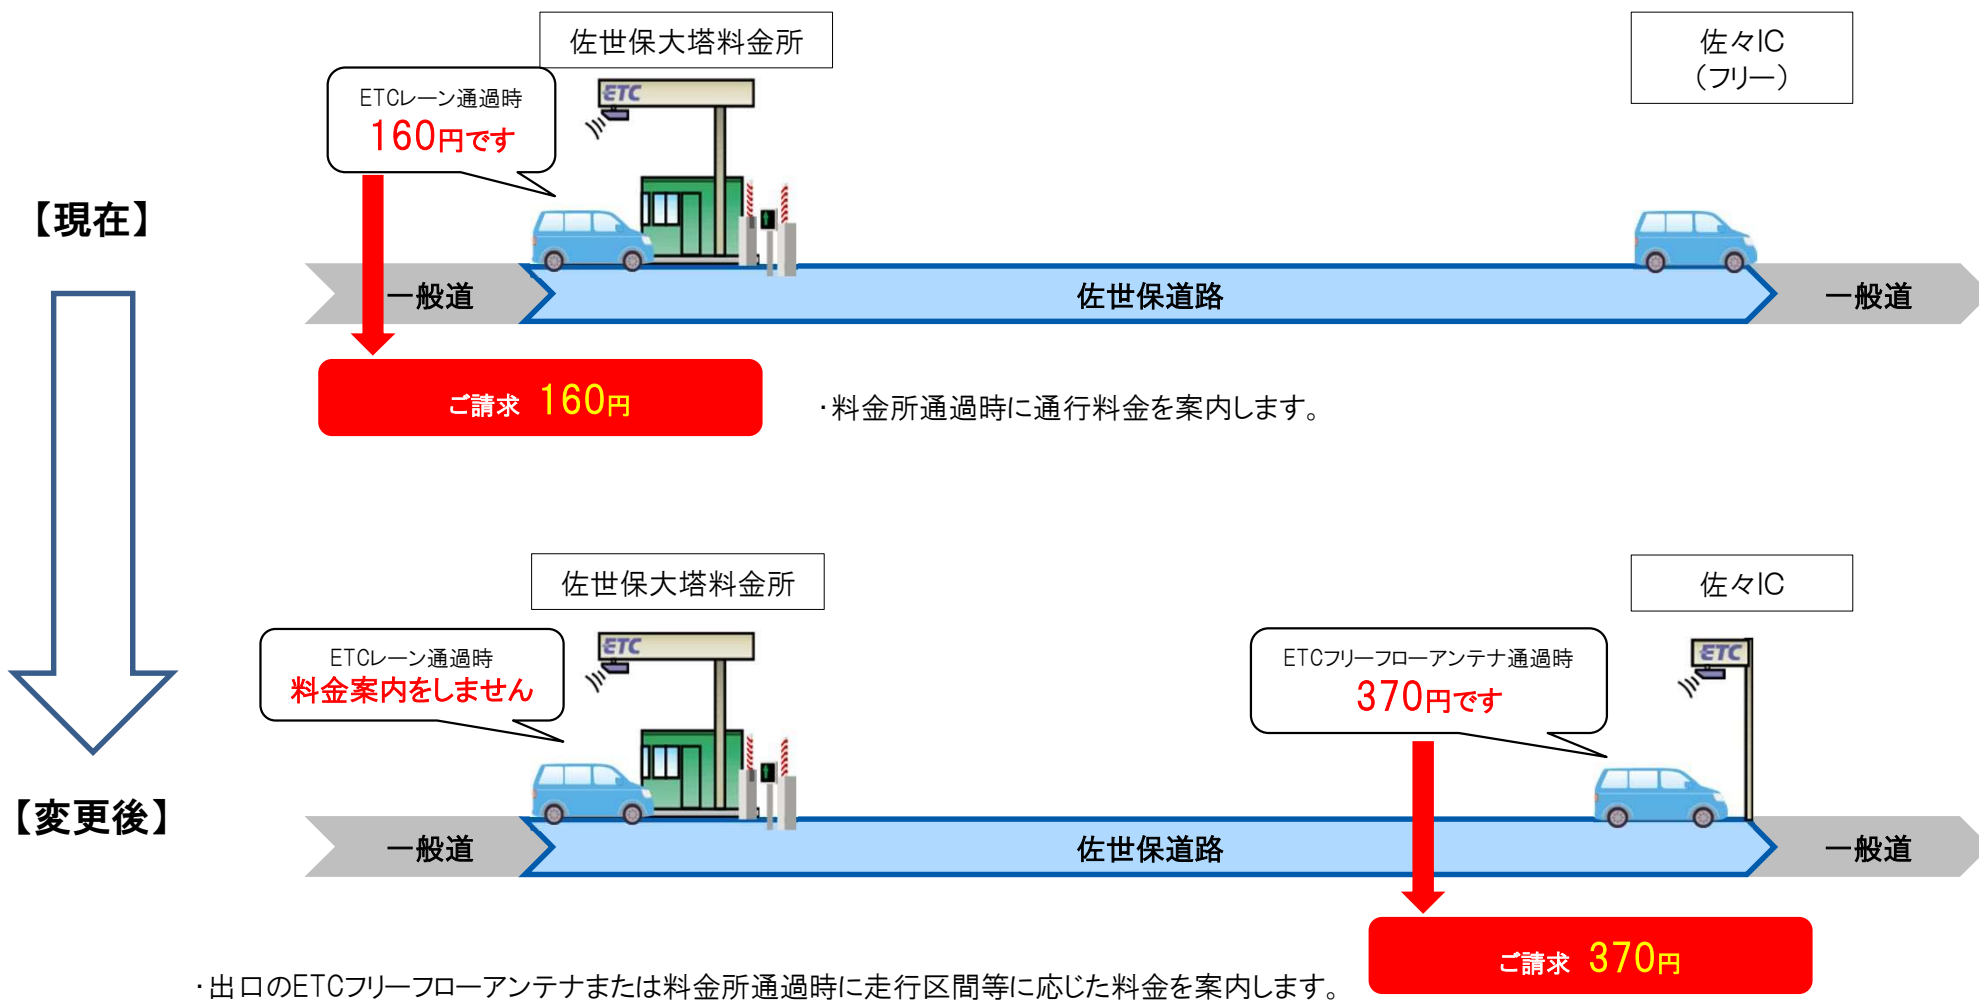 佐世保大塔料金所
佐々IC
（フリー）
ETCレーン通過時
160円です
ETC
【現在】
一般道
佐世保道路
一般道
ご請求 160円
・料金所通過時に通行料金を案内します。
佐世保大塔料金所
佐々IC
ETCレーン通過時
料金案内をしません
ETC
ETCフリーフローアンテナ通過時
370円です
ETC
【変更後】
一般道
佐世保道路
一般道
ご請求 370円
・出口のETCフリーフローアンテナまたは料金所通過時に走行区間等に応じた料金を案内します。